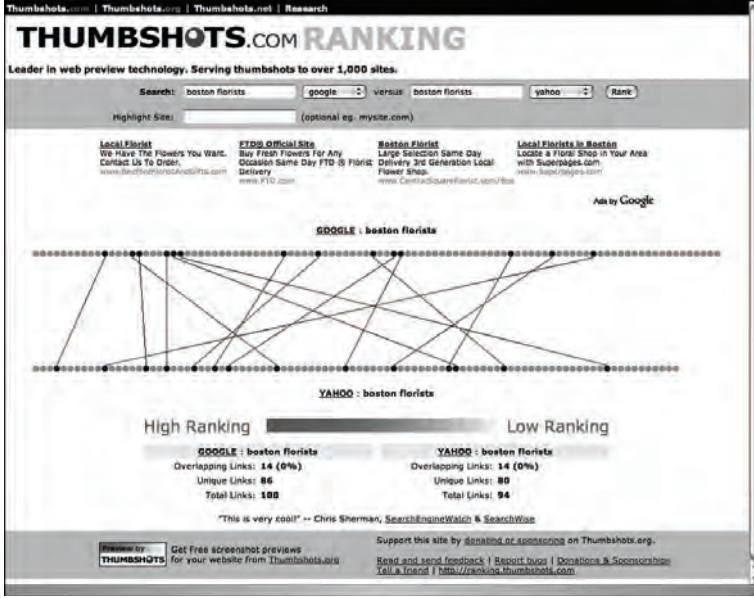 Thumbshots.com | Thumbshots.org | Thumbshots.net | Research
THUMBSHOTS.COM RANKING
Leader in web preview technology. Serving thumbshots to over 1,000 sites.
Search: boston florists google versus boston florists yahoo Rank
Highlight Site: (optional eg. mysite.com)
Local Florist
We Have The Flowers You Want.
Contact Us To Order.
FTD® Official Site
Buy Fresh Flowers For Any
Occasion Same Day FTD ® Florist
Delivery
www.FTD.com
Boston Florist
Large Selection Same Day
Delivery 3rd Generation Local
Flower Shop.
Local Florists in Boston
Locate a Floral Shop in Your Area
with Superpages.com
www.Superpages.com
Ads by Google
GOOGLE : boston florists
YAHOO : boston florists
High Ranking Low Ranking
GOOGLE : boston florists
Overlapping Links: 14 (0%)
Unique Links: 86
Total Links: 100
YAHOO : boston florists
Overlapping Links: 14 (0%)
Unique Links: 80
Total Links: 94
"This is very cool!" -- Chris Sherman, SearchEngineWatch & SearchWise
Preview by
THUMBSHOTS
Get Free screenshot previews
for your website from Thumbshots.org
Support this site by donating or sponsoring on Thumbshots.org.
Read and send feedback | Report bugs | Donations & Sponsorships
Tell a friend | http://ranking.thumbshots.com